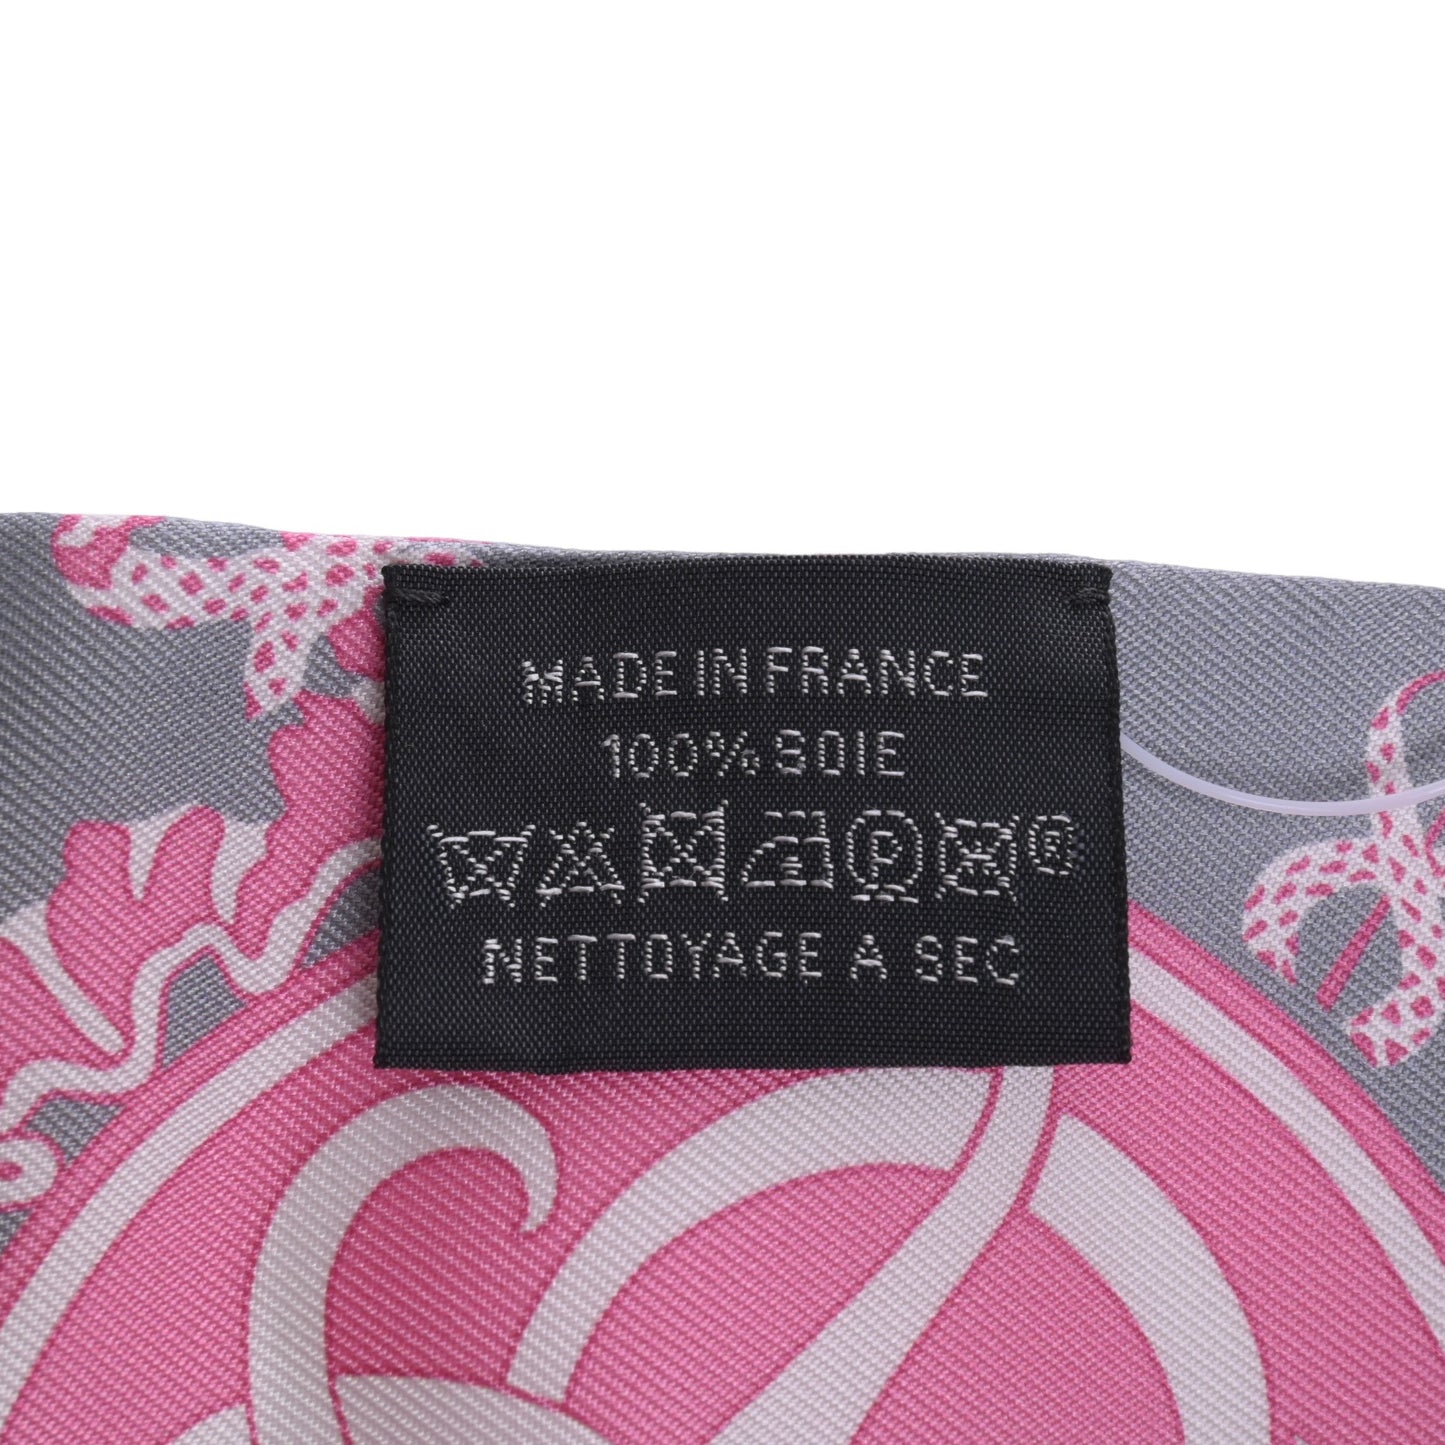 MADE IN FRANCE
100% SOIE
P ®
NETTOYAGE A SEC